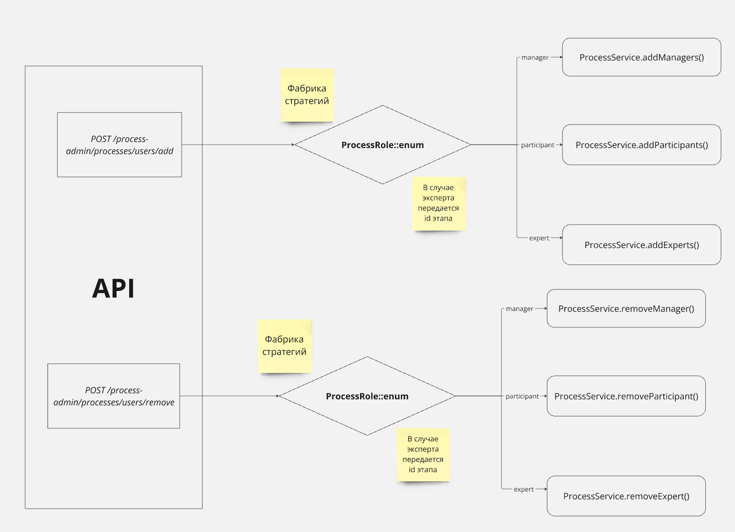 API
POST /process-
admin/processes/users/add
Фабрика
стратегий
ProcessRole::enum
В случае
эксперта
передается
id этапа
manager
ProcessService.addManagers()
participant
ProcessService.addParticipants()
expert
ProcessService.addExperts()
POST /process-
admin/processes/users/remove
Фабрика
стратегий
ProcessRole::enum
В случае
эксперта
передается
id этапа
manager
ProcessService.removeManager()
participant
ProcessService.removeParticipant()
expert
ProcessService.removeExpert()